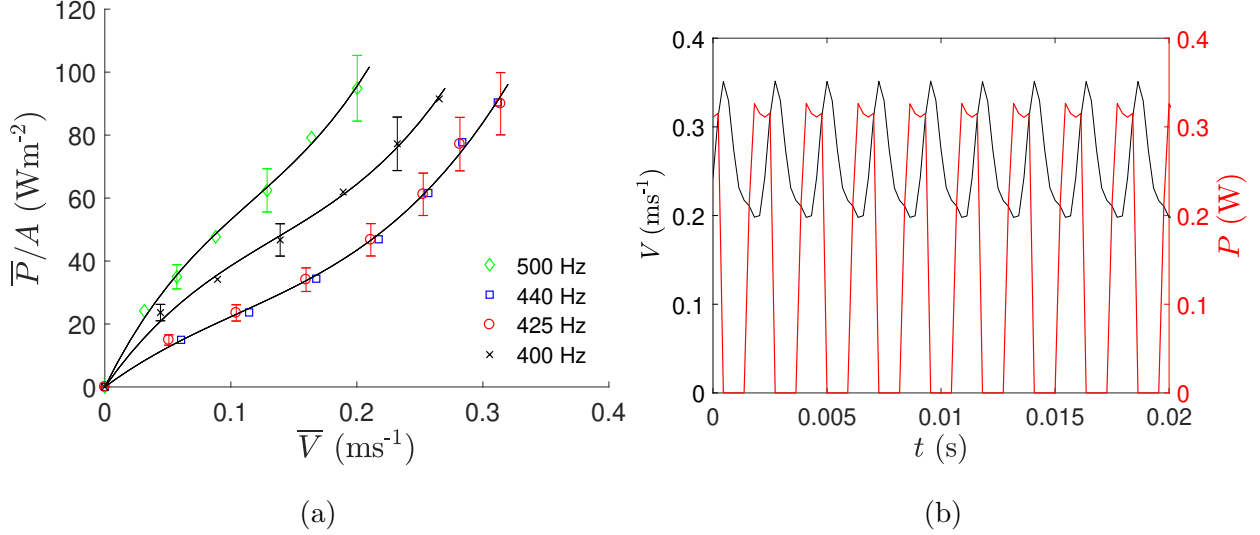 120
100
80
60
40
20
0
P/A (Wm-2)
0 0.1 0.2 0.3 0.4
V (ms-1)
500 Hz
440 Hz
425 Hz
400 Hz
(a)
0.4
0.3
0.2
0.1
0
V (ms-1)
0.4
0.3
0.2
0.1
0
P (W)
0 0.005 0.01 0.015 0.02
t (s)
(b)